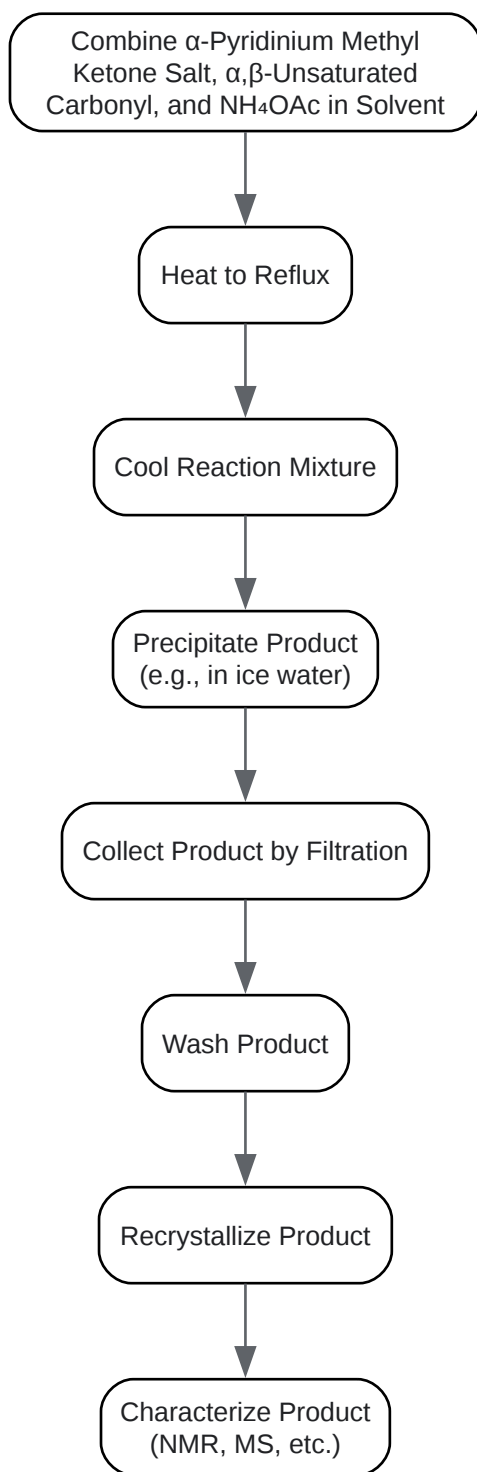 Combine α-Pyridinium Methyl
Ketone Salt, α,β-Unsaturated
Carbonyl, and NH₄OAc in Solvent
Heat to Reflux
Cool Reaction Mixture
Precipitate Product
(e.g., in ice water)
Collect Product by Filtration
Wash Product
Recrystallize Product
Characterize Product
(NMR, MS, etc.)